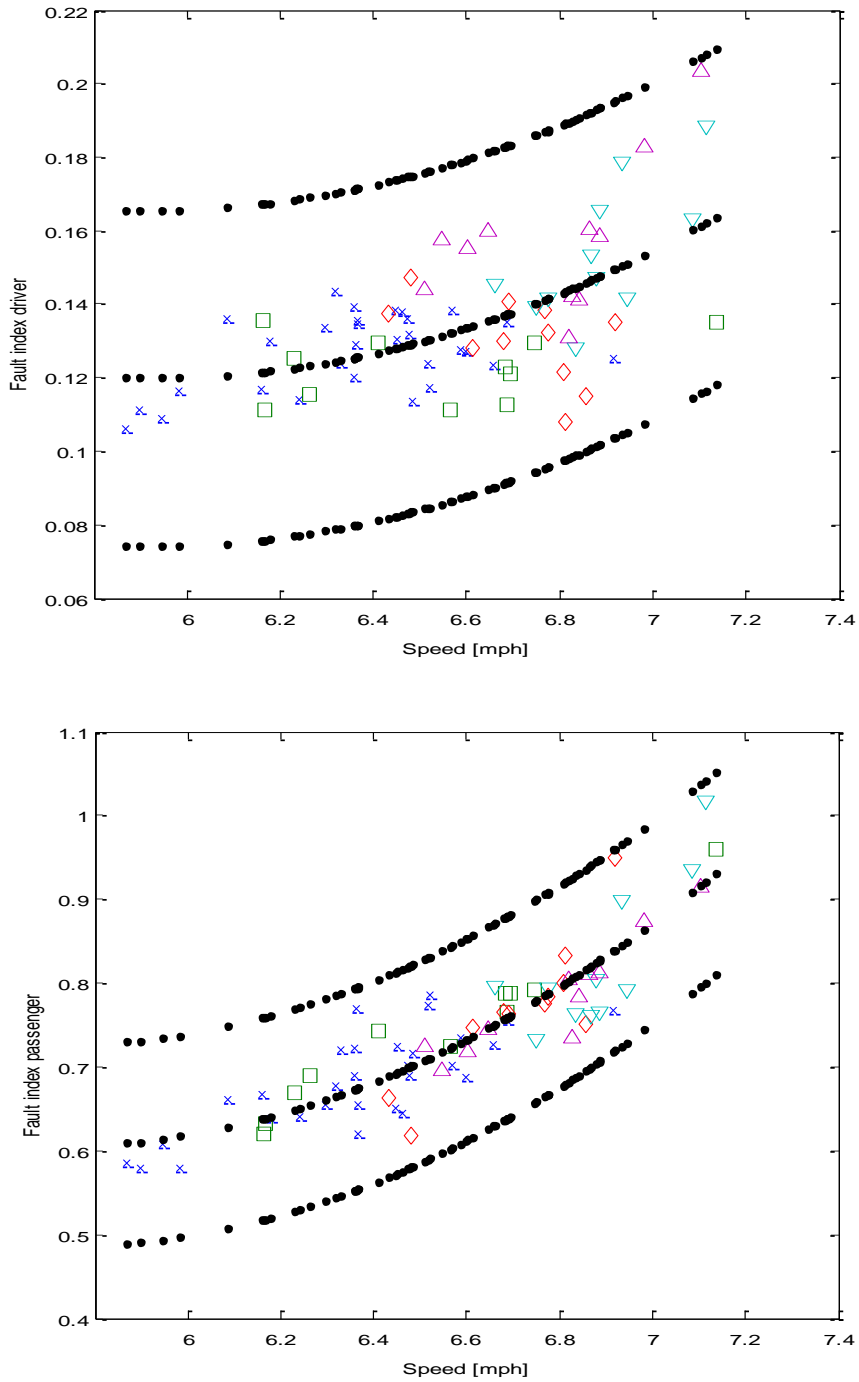 0.22
0.2
0.18
0.16
0.14
0.12
0.1
0.08
0.06
Fault index driver
6 6.2 6.4 6.6 6.8 7 7.2 7.4
Speed [mph]
1.1
1
0.9
0.8
0.7
0.6
0.5
0.4
Fault index passenger
6 6.2 6.4 6.6 6.8 7 7.2 7.4
Speed [mph]